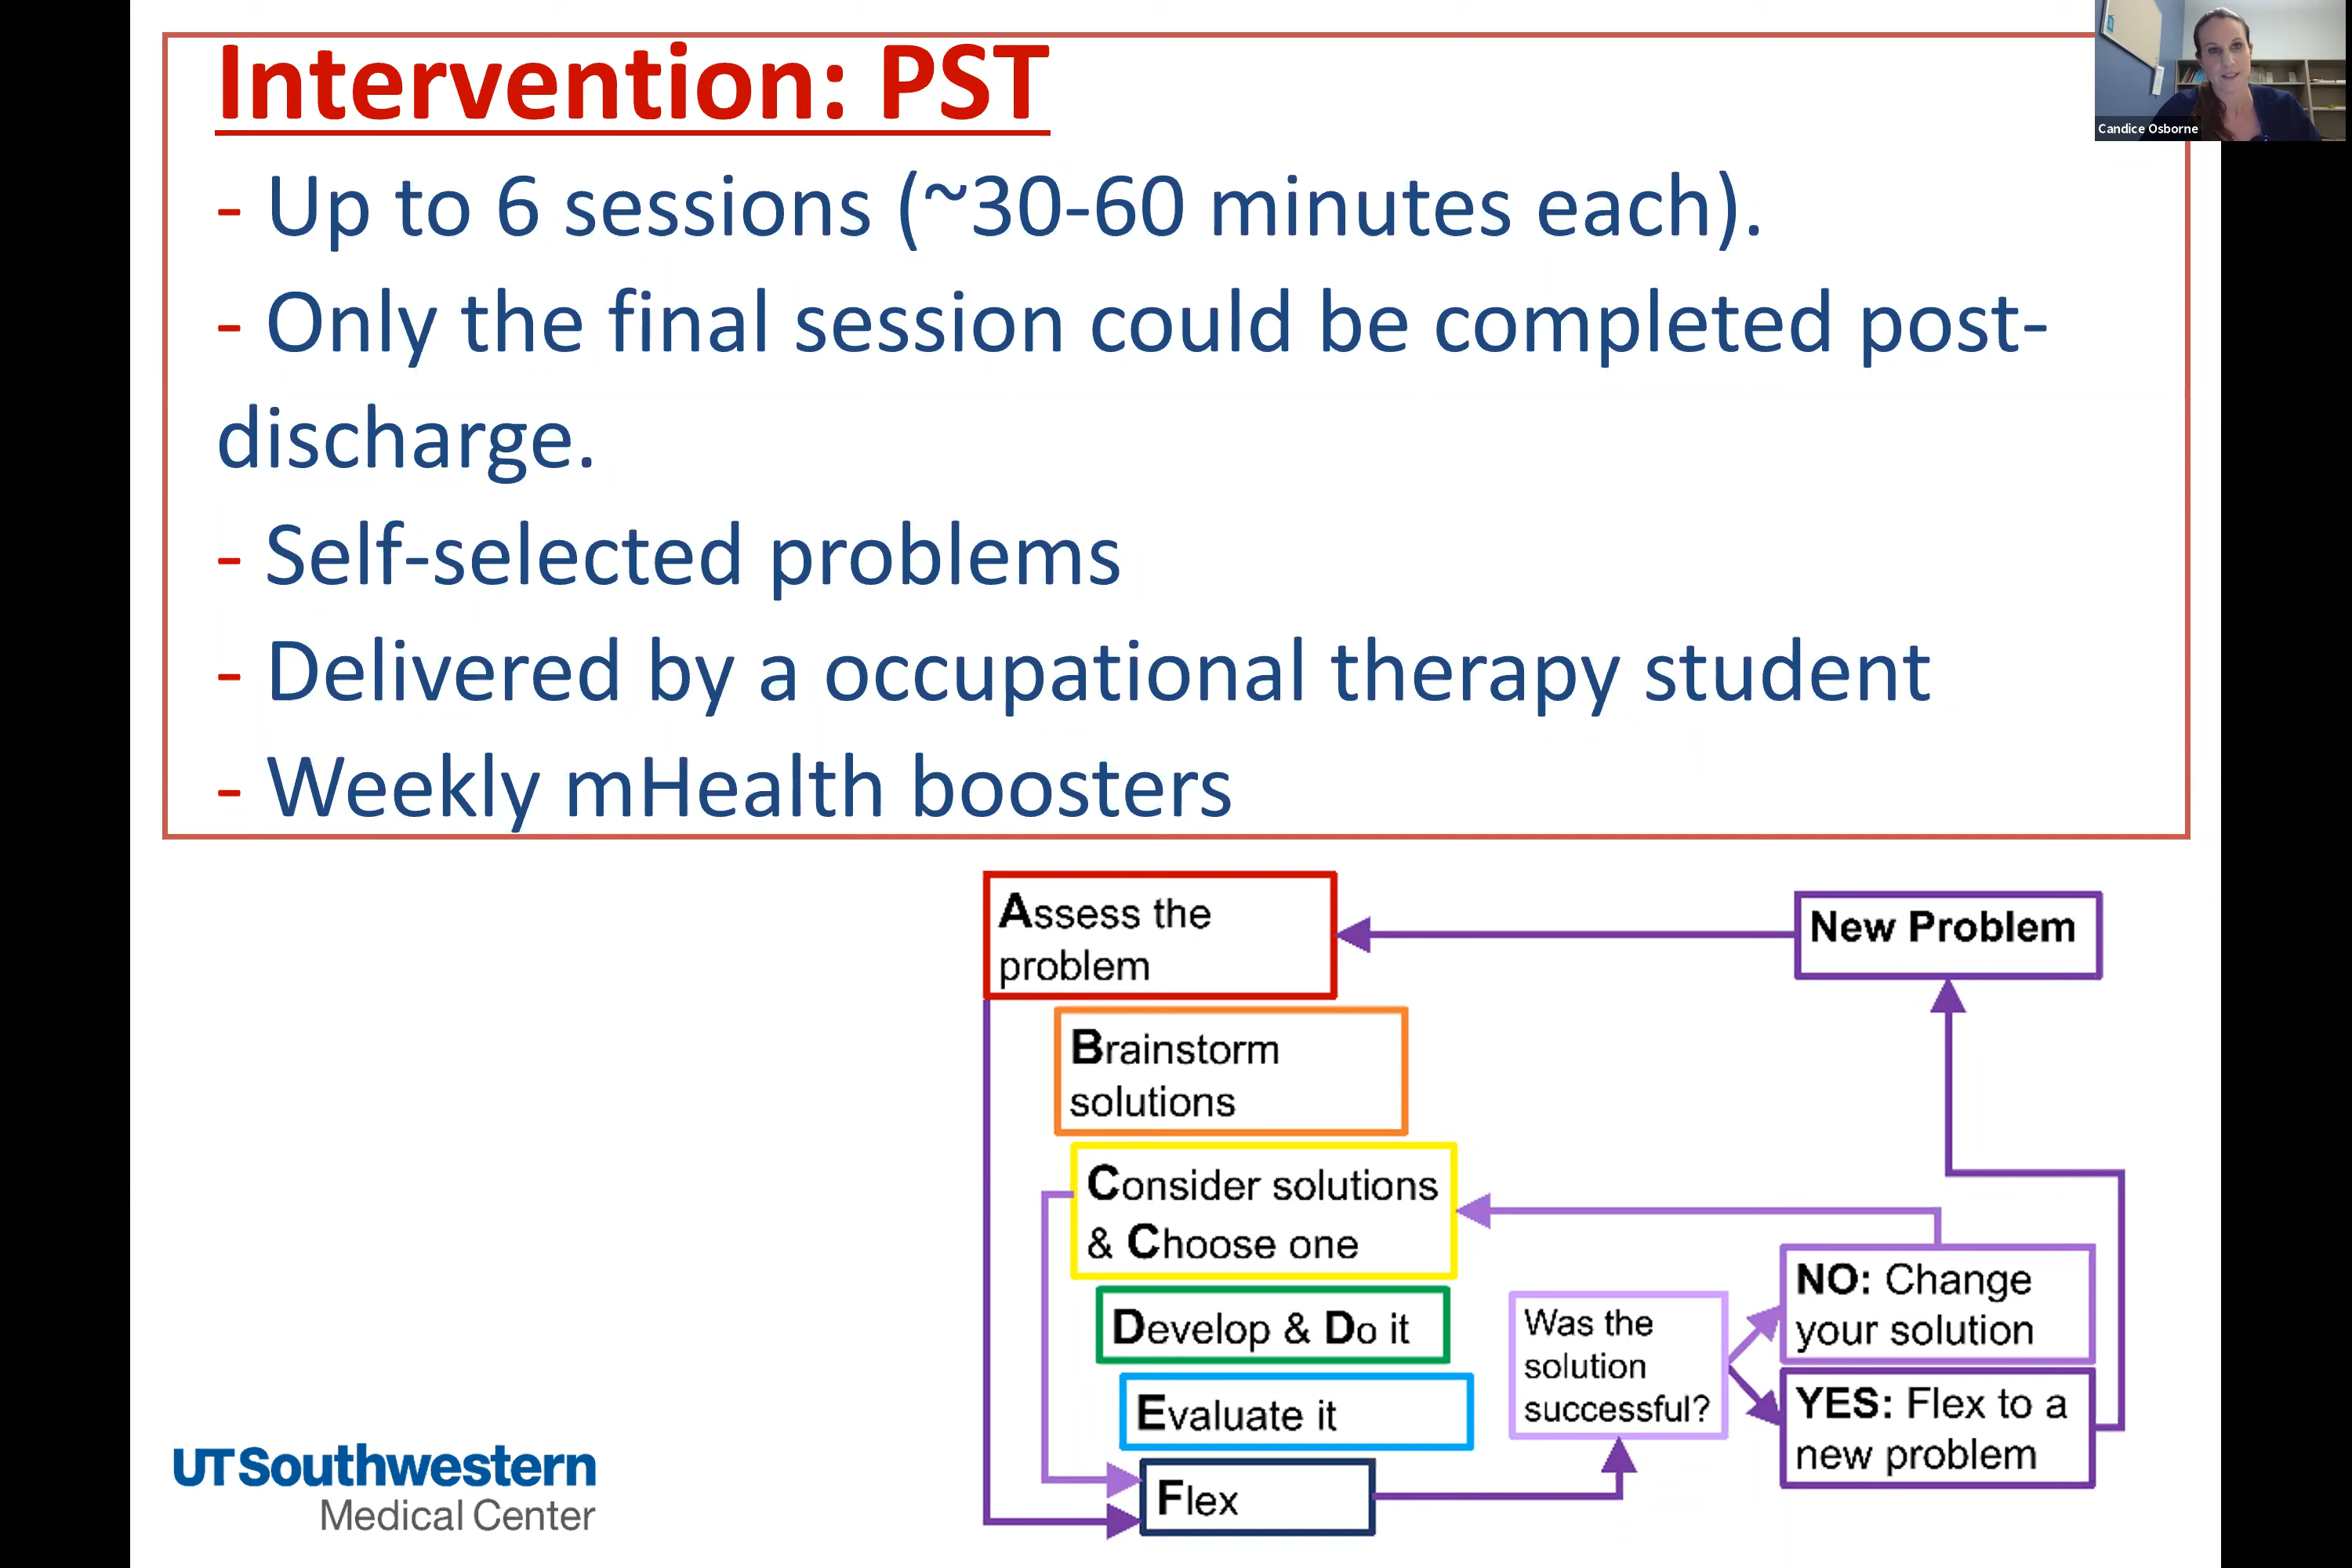 Intervention: PST
- Up to 6 sessions (~30-60 minutes each).
- Only the final session could be completed post-
discharge.
- Self-selected problems
- Delivered by a occupational therapy student
- Weekly mHealth boosters
Candice Osborne
Assess the
problem
New Problem
Brainstorm
solutions
Consider solutions
& Choose one
Develop & Do it
Evaluate it
Flex
Was the
solution
successful?
NO: Change
your solution
YES: Flex to a
new problem
UT Southwestern
Medical Center